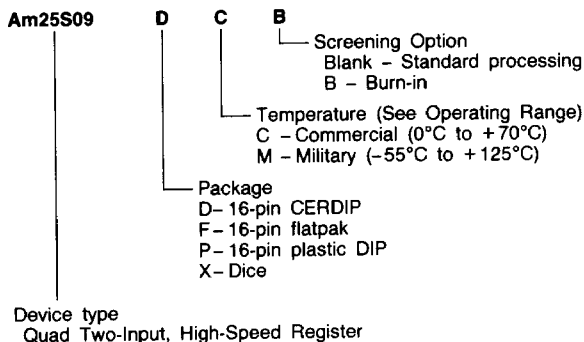 Am25S09 D C B
Screening Option
Blank – Standard processing
B – Burn-in
Temperature (See Operating Range)
C – Commercial (0°C to +70°C)
M – Military (–55°C to +125°C)
Package
D– 16-pin CERDIP
F – 16-pin flatpak
P – 16-pin plastic DIP
X– Dice
Device type
Quad Two-Input, High-Speed Register